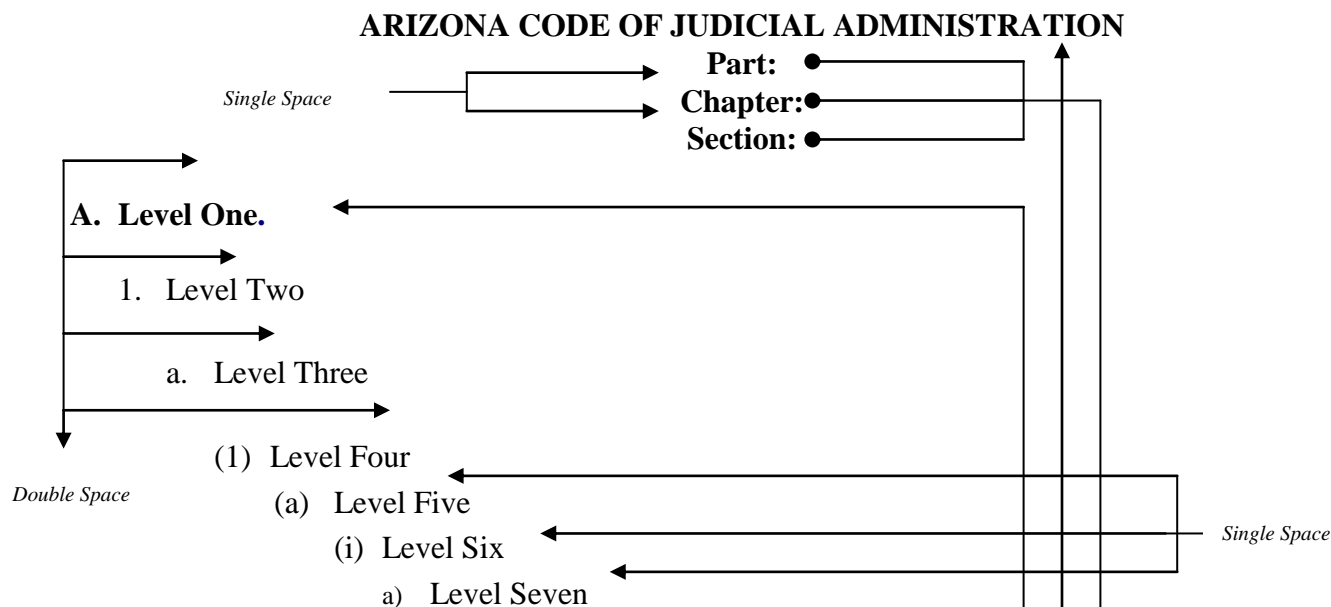 ARIZONA CODE OF JUDICIAL ADMINISTRATION
Part:
Single Space
Chapter:
Section:
A. Level One.
1. Level Two
a. Level Three
(1) Level Four
Double Space
(a) Level Five
(i) Level Six
Single Space
a) Level Seven